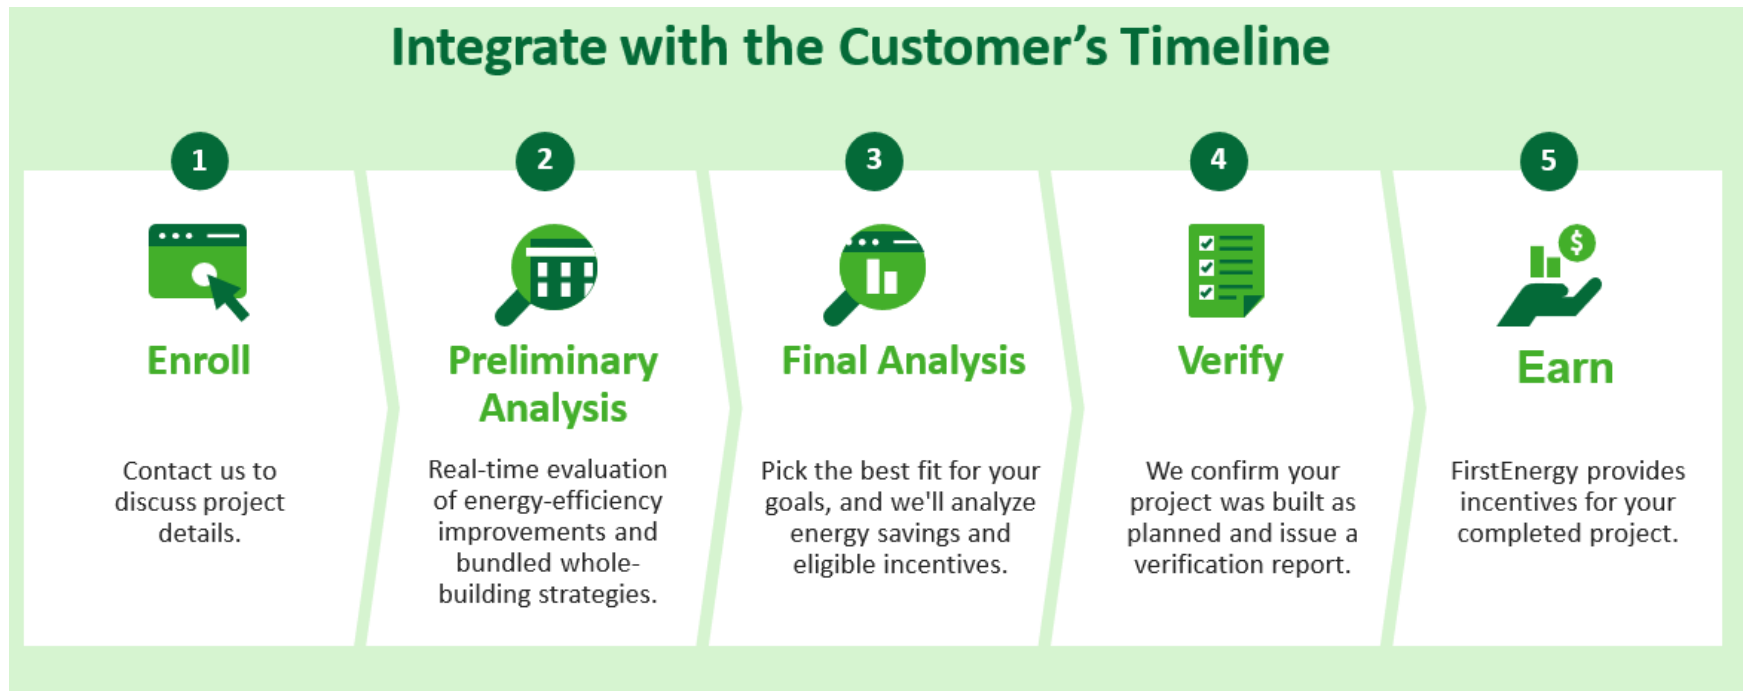 Integrate with the Customer's Timeline
1
2
3
4
5
$
Enroll
Preliminary
Analysis
Final Analysis
Verify
Earn
Contact us to
discuss project
details.
Real-time evaluation
of energy-efficiency
improvements and
bundled whole-
building strategies.
Pick the best fit for your
goals, and we'll analyze
energy savings and
eligible incentives.
We confirm your
project was built as
planned and issue a
verification report.
FirstEnergy provides
incentives for your
completed project.